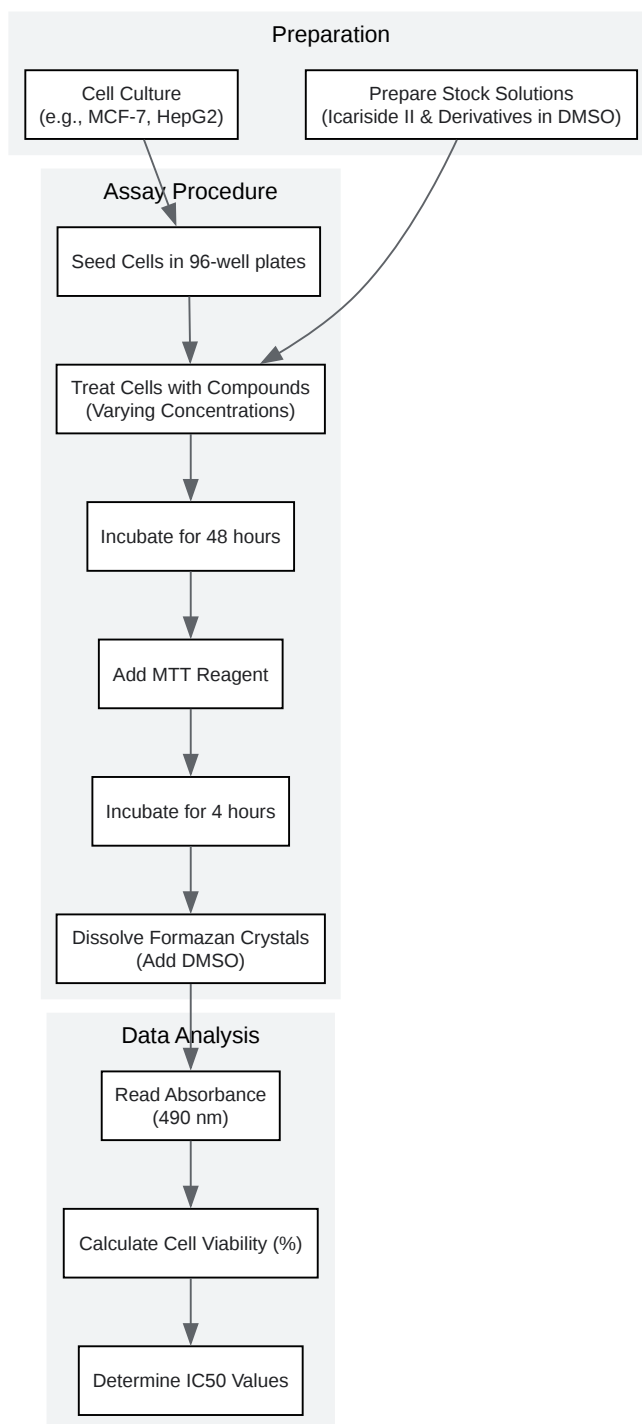 Preparation
Cell Culture
(e.g., MCF-7, HepG2)
Prepare Stock Solutions
(Icariside II & Derivatives in DMSO)
Assay Procedure
Seed Cells in 96-well plates
Treat Cells with Compounds
(Varying Concentrations)
Incubate for 48 hours
Add MTT Reagent
Incubate for 4 hours
Dissolve Formazan Crystals
(Add DMSO)
Data Analysis
Read Absorbance
(490 nm)
Calculate Cell Viability (%)
Determine IC50 Values